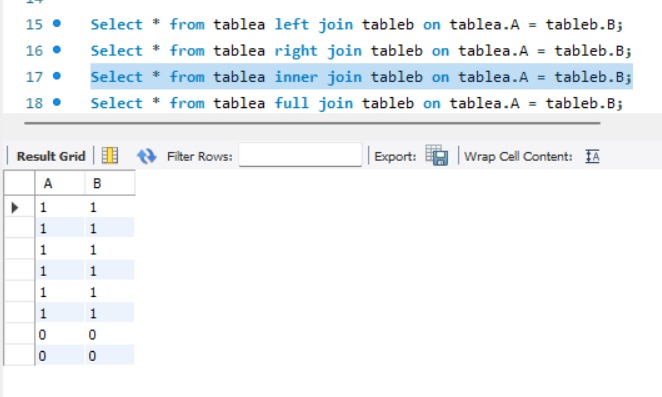 15 Select * from tablea left join tableb on tablea.A = tableb.B;
16 Select * from tablea right join tableb on tablea.A = tableb.B;
17 Select * from tablea inner join tableb on tablea.A = tableb.B;
18 Select * from tablea full join tableb on tablea.A = tableb.B;
Result Grid Filter Rows: Export: Wrap Cell Content: IA
A B
1 1
1 1
1 1
1 1
1 1
1 1
0 0
0 0